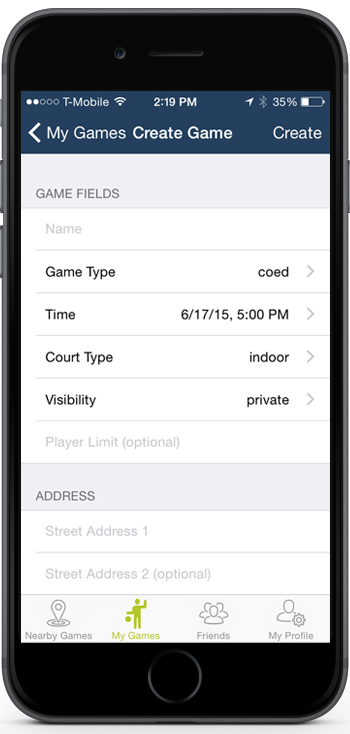 T-Mobile 2:19 PM 35%
My Games Create Game Create
GAME FIELDS
Name
Game Type coed
Time 6/17/15, 5:00 PM
Court Type indoor
Visibility private
Player Limit (optional)
ADDRESS
Street Address 1
Street Address 2 (optional)
Nearby Games My Games Friends My Profile